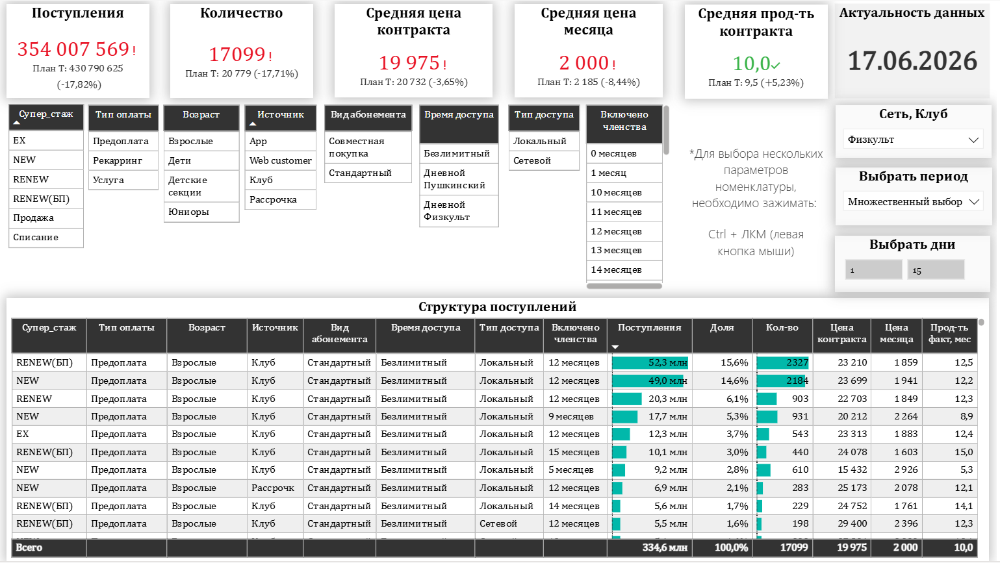 Поступления
354 007 569 !
План Т: 430 790 625
(-17,82%)
Количество
17099 !
План Т: 20 779 (-17,71%)
Средняя цена
контракта
19 975 !
План Т: 20 732 (-3,65%)
Средняя цена
месяца
2 000 !
План Т: 2 185 (-8,44%)
Средняя прод-ть
контракта
10,0
План Т: 9,5 (+5,23%)
Актуальность данных
17.06.2026
Супер_стаж
EX
NEW
RENEW
RENEW(БП)
Продажа
Списание
Тип оплаты
Предоплата
Рекарринг
Услуга
Возраст
Взрослые
Дети
Детские
секции
Юниоры
Источник
App
Web customer
Клуб
Рассрочка
Вид абонемента
Совместная
покупка
Стандартный
Время доступа
Безлимитный
Дневной
Пушкинский
Дневной
Физкульт
Тип доступа
Локальный
Сетевой
Включено
членства
0 месяцев
1 месяц
10 месяцев
11 месяцев
12 месяцев
13 месяцев
14 месяцев
*Для выбора нескольких
параметров
номенклатуры,
необходимо зажимать:
Ctrl + ЛКМ (левая
кнопка мыши)
Сеть, Клуб
Физкульт
Выбрать период
Множественный выбор
Выбрать дни
1 15
Структура поступлений
Супер_стаж Тип оплаты Возраст Источник Вид абонемента Время доступа Тип доступа Включено членства Поступления Доля Кол-во Цена контракта Цена месяца Прод-ть факт, мес
RENEW(БП) Предоплата Взрослые Клуб Стандартный Безлимитный Локальный 12 месяцев 52,3 млн 15,6% 2327 23 210 1 859 12,5
NEW Предоплата Взрослые Клуб Стандартный Безлимитный Локальный 12 месяцев 49,0 млн 14,6% 2184 23 699 1 941 12,2
RENEW Предоплата Взрослые Клуб Стандартный Безлимитный Локальный 12 месяцев 20,3 млн 6,1% 903 22 703 1 849 12,3
NEW Предоплата Взрослые Клуб Стандартный Безлимитный Локальный 9 месяцев 17,7 млн 5,3% 931 20 212 2 264 8,9
EX Предоплата Взрослые Клуб Стандартный Безлимитный Локальный 12 месяцев 12,3 млн 3,7% 543 23 313 1 883 12,4
RENEW(БП) Предоплата Взрослые Клуб Стандартный Безлимитный Локальный 15 месяцев 10,1 млн 3,0% 440 24 078 1 603 15,0
NEW Предоплата Взрослые Клуб Стандартный Безлимитный Локальный 5 месяцев 9,2 млн 2,8% 610 15 432 2 926 5,3
NEW Предоплата Взрослые Рассрочк Стандартный Безлимитный Локальный 12 месяцев 6,9 млн 2,1% 283 25 173 2 078 12,1
RENEW(БП) Предоплата Взрослые Клуб Стандартный Безлимитный Локальный 14 месяцев 5,6 млн 1,7% 229 24 752 1 761 14,1
RENEW(БП) Предоплата Взрослые Клуб Стандартный Безлимитный Сетевой 12 месяцев 5,5 млн 1,6% 198 29 400 2 396 12,3
Всего 334,6 млн 100,0% 17099 19 975 2 000 10,0